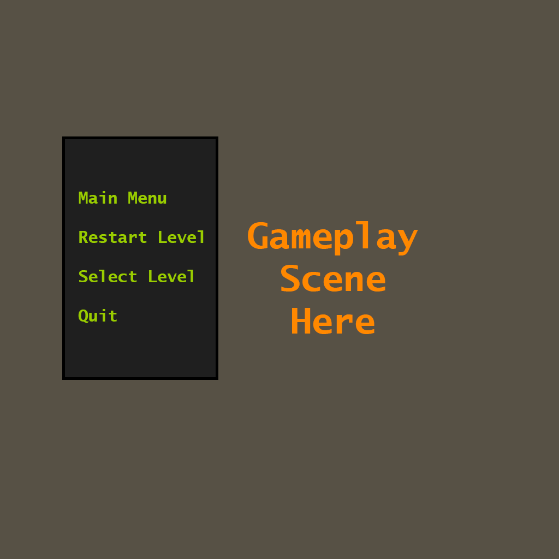 Main Menu
Restart Level
Select Level
Quit
Gameplay
Scene
Here